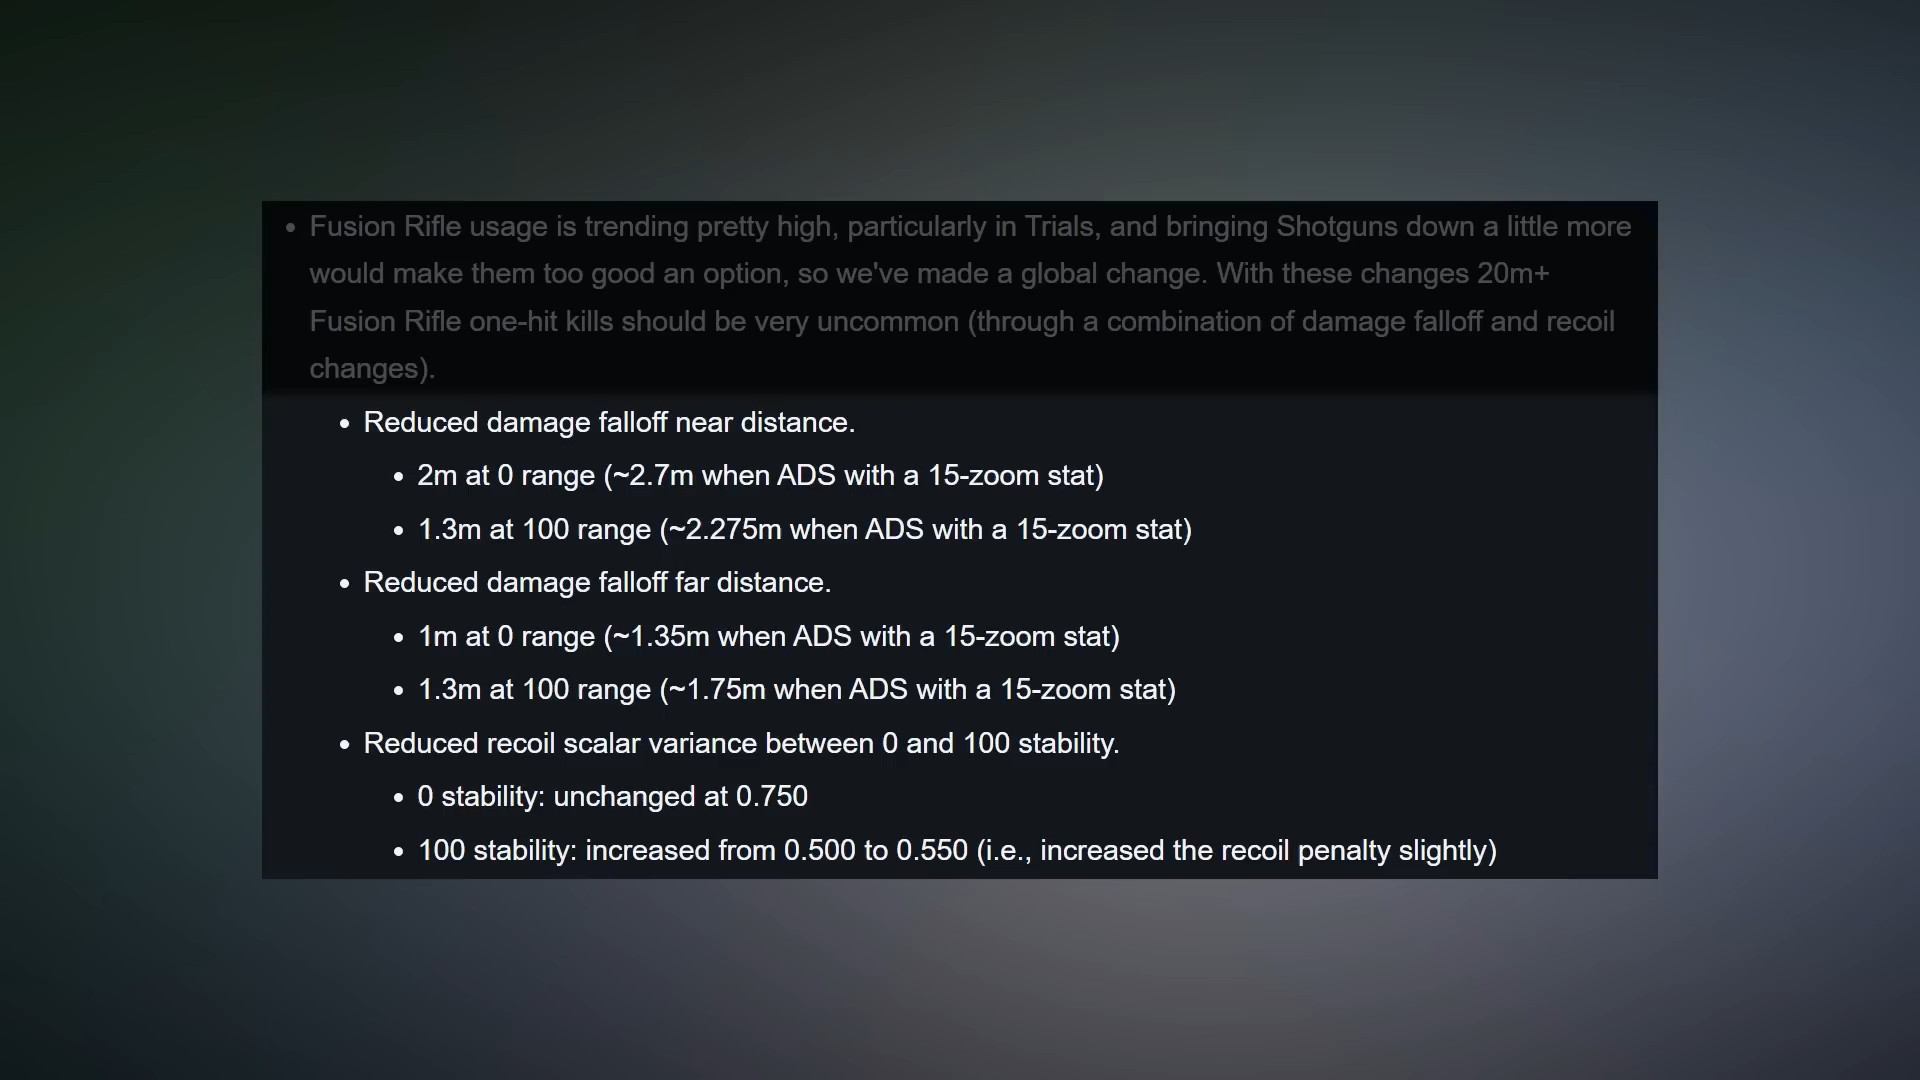 • Fusion Rifle usage is trending pretty high, particularly in Trials, and bringing Shotguns down a little more
would make them too good an option, so we've made a global change. With these changes 20m+
Fusion Rifle one-hit kills should be very uncommon (through a combination of damage falloff and recoil
changes).
• Reduced damage falloff near distance.
• 2m at 0 range (~2.7m when ADS with a 15-zoom stat)
• 1.3m at 100 range (~2.275m when ADS with a 15-zoom stat)
• Reduced damage falloff far distance.
• 1m at 0 range (~1.35m when ADS with a 15-zoom stat)
• 1.3m at 100 range (~1.75m when ADS with a 15-zoom stat)
• Reduced recoil scalar variance between 0 and 100 stability.
• 0 stability: unchanged at 0.750
• 100 stability: increased from 0.500 to 0.550 (i.e., increased the recoil penalty slightly)